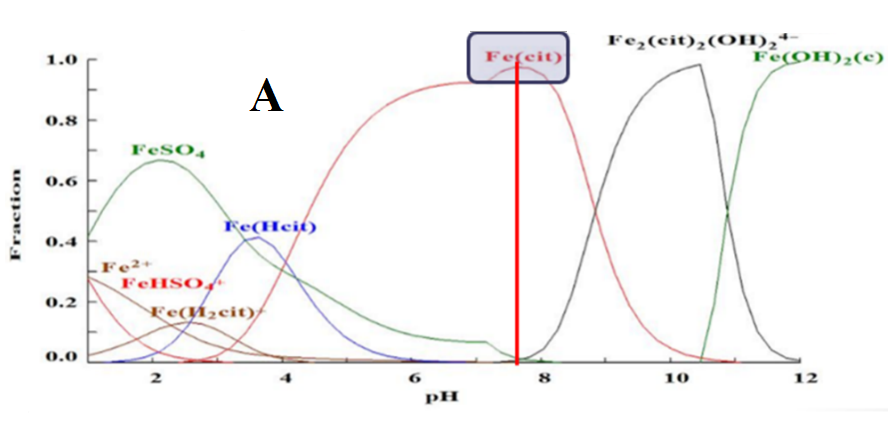 Fe₂(cit)₂(OH)₂⁴⁻
Fe(cit)⁻
Fe(OH)₂(c)
1.0
A
0.8
FeSO₄
0.6
Fraction
Fe(Hcit)
0.4
Fe²⁺
FeHSO₄⁺
Fe(H₂cit)⁺
0.2
0.0
2 4 6 8 10 12
pH